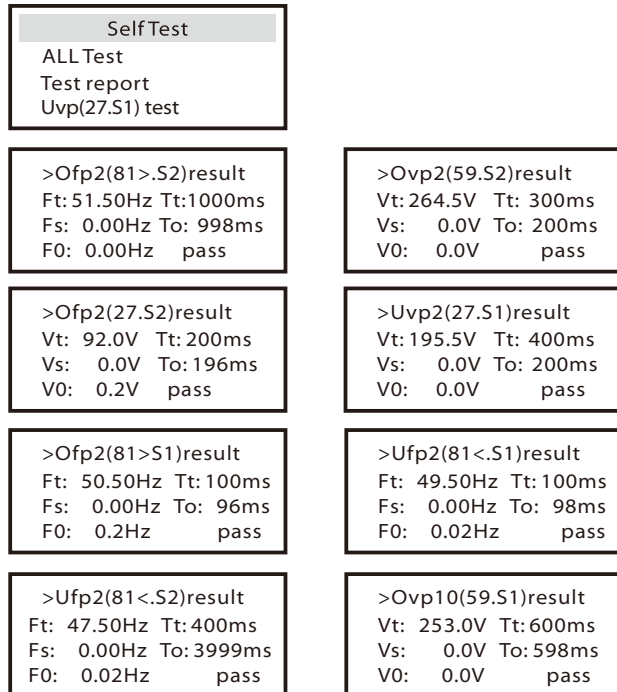 Self Test
ALL Test
Test report
Uvp(27.S1) test
>Ofp2(81>.S2)result
Ft: 51.50Hz Tt:1000ms
Fs: 0.00Hz To: 998ms
F0: 0.00Hz pass
>Ovp2(59.S2)result
Vt: 264.5V Tt: 300ms
Vs: 0.0V To: 200ms
V0: 0.0V pass
>Ofp2(27.S2)result
Vt: 92.0V Tt: 200ms
Vs: 0.0V To: 196ms
V0: 0.2V pass
>Uvp2(27.S1)result
Vt: 195.5V Tt: 400ms
Vs: 0.0V To: 200ms
V0: 0.0V pass
>Ofp2(81>S1)result
Ft: 50.50Hz Tt: 100ms
Fs: 0.00Hz To: 96ms
F0: 0.2Hz pass
>Ufp2(81<.S1)result
Ft: 49.50Hz Tt: 100ms
Fs: 0.00Hz To: 98ms
F0: 0.02Hz pass
>Ufp2(81<.S2)result
Ft: 47.50Hz Tt: 400ms
Fs: 0.00Hz To: 3999ms
F0: 0.02Hz pass
>Ovp10(59.S1)result
Vt: 253.0V Tt: 600ms
Vs: 0.0V To: 598ms
V0: 0.0V pass